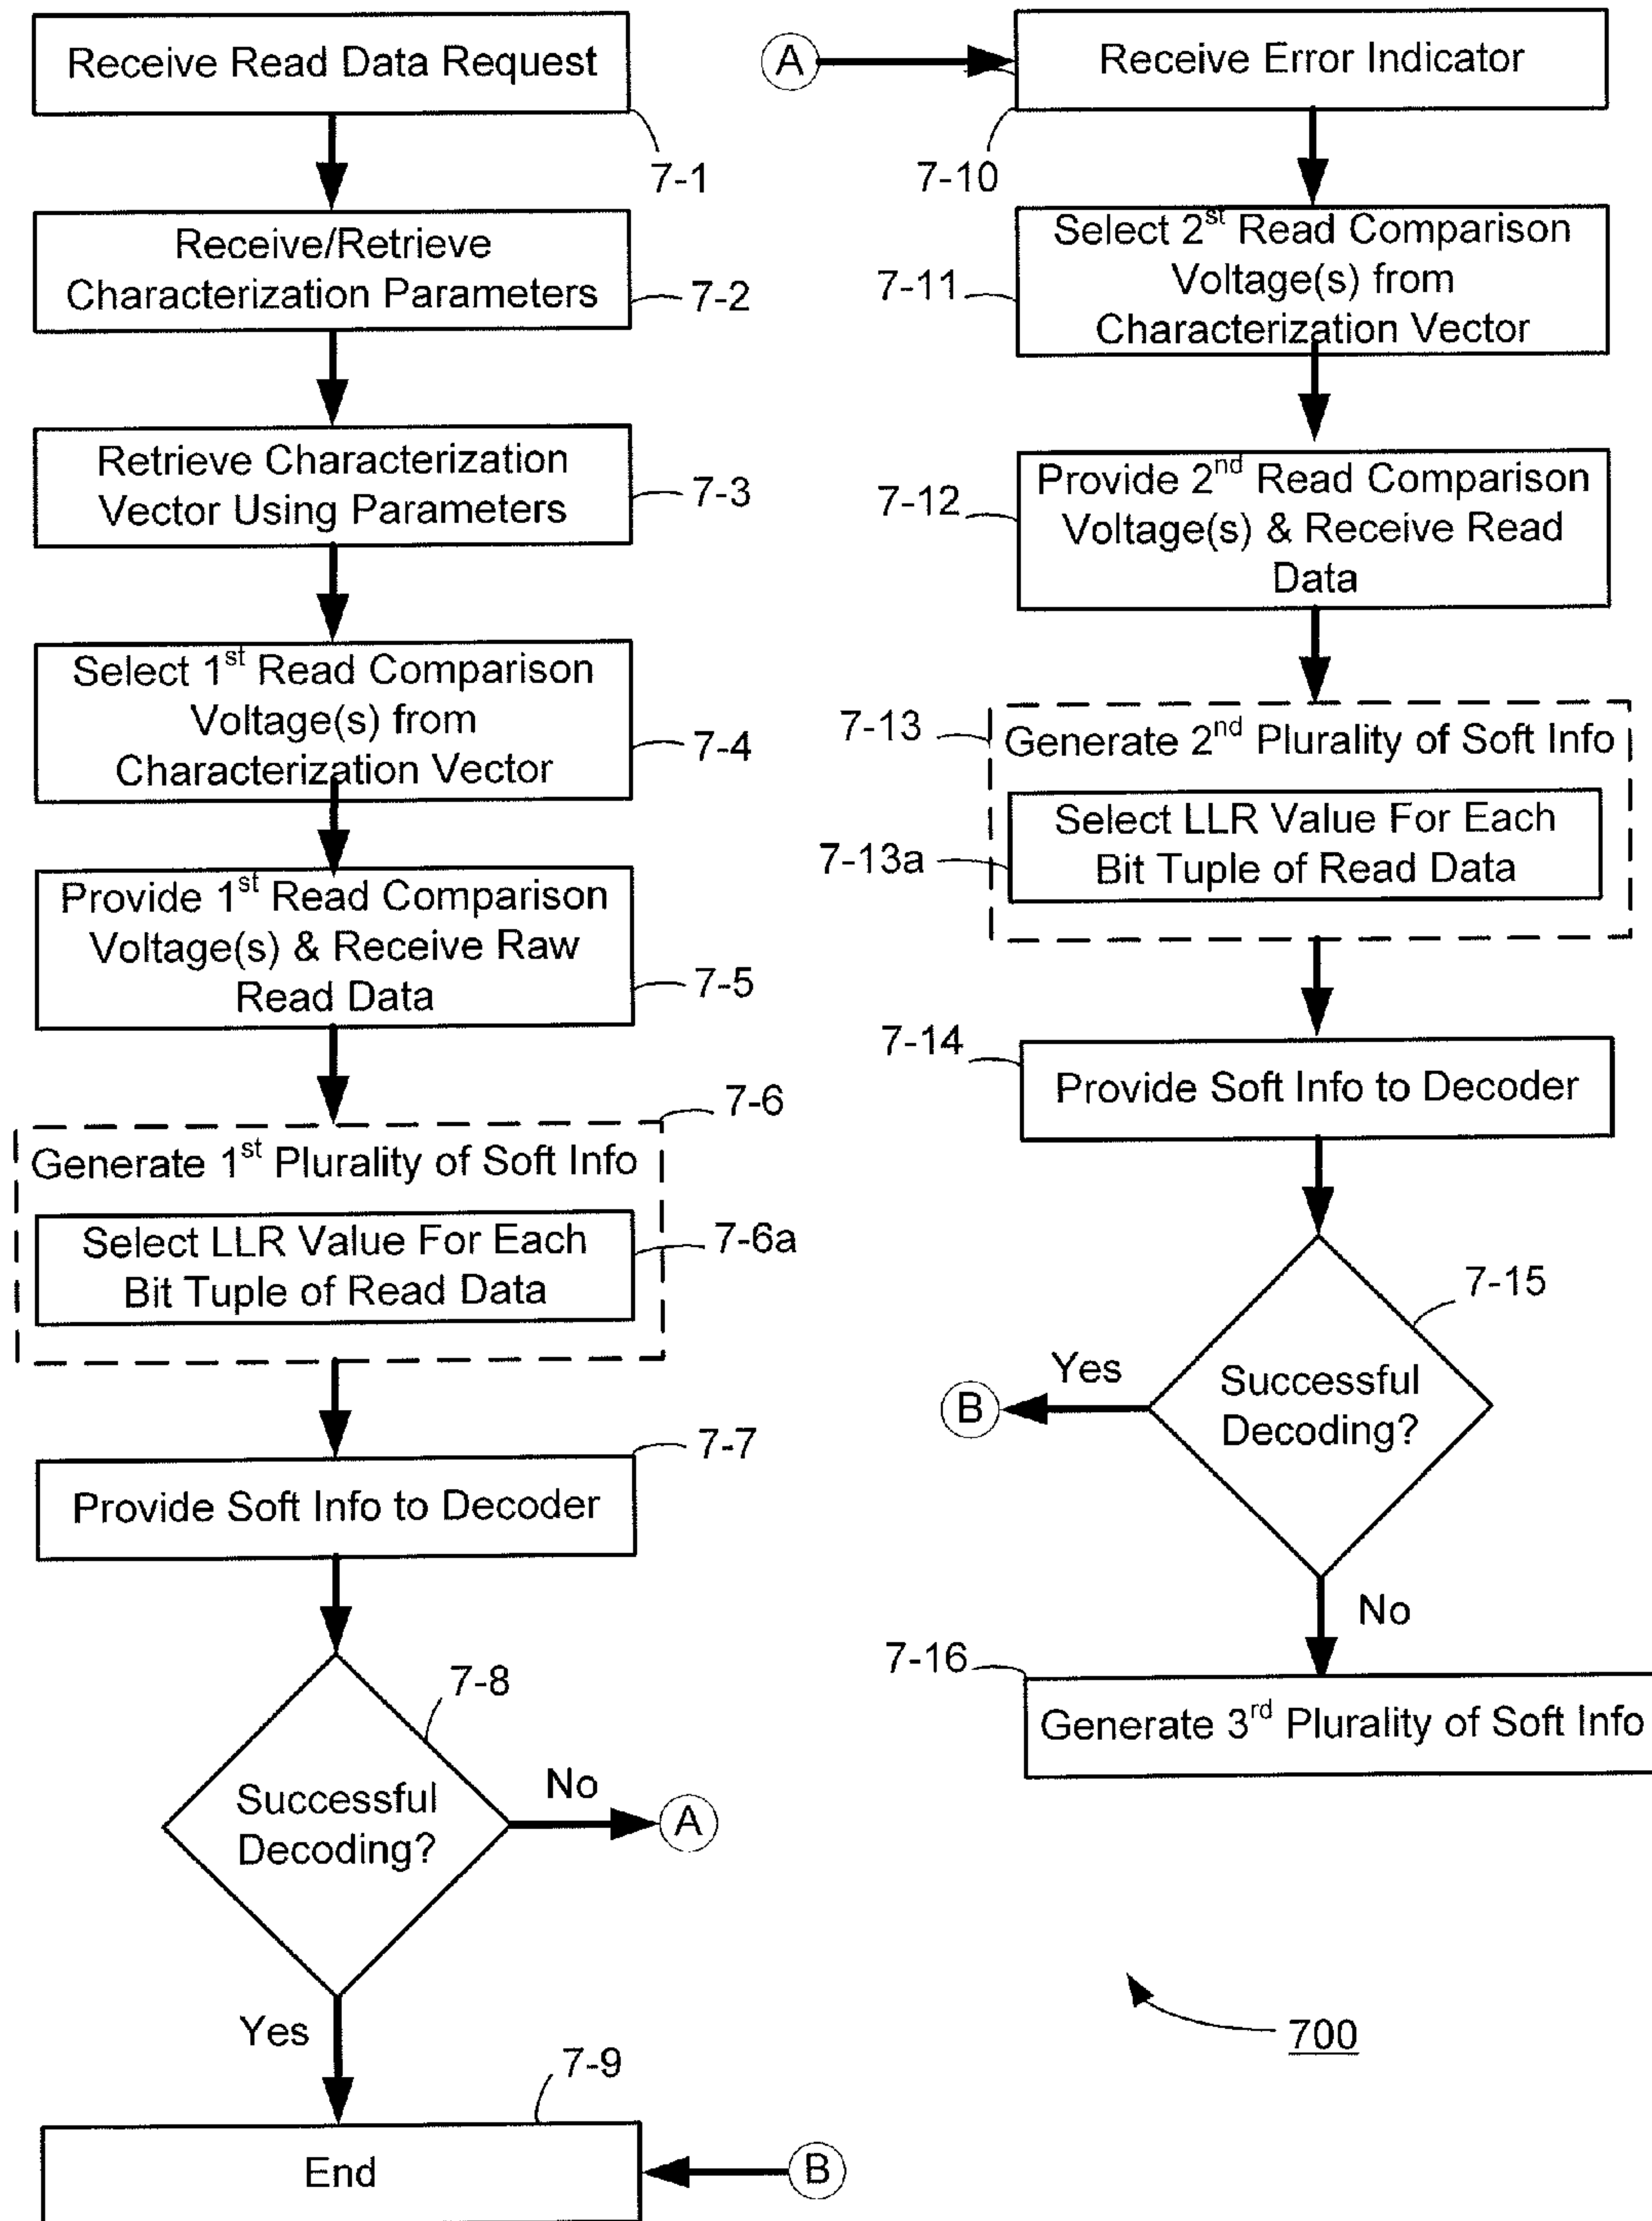 Receive Read Data Request
7-1
Receive/Retrieve
Characterization Parameters
7-2
Retrieve Characterization
Vector Using Parameters
7-3
Select 1st Read Comparison
Voltage(s) from
Characterization Vector
7-4
Provide 1st Read Comparison
Voltage(s) & Receive Raw
Read Data
7-5
7-6
Generate 1st Plurality of Soft Info
Select LLR Value For Each
Bit Tuple of Read Data
7-6a
7-7
Provide Soft Info to Decoder
7-8
Successful
Decoding?
No
A
Yes
7-9
End
B
A
Receive Error Indicator
7-10
Select 2st Read Comparison
Voltage(s) from
Characterization Vector
7-11
Provide 2nd Read Comparison
Voltage(s) & Receive Read
Data
7-12
7-13
Generate 2nd Plurality of Soft Info
Select LLR Value For Each
Bit Tuple of Read Data
7-13a
7-14
Provide Soft Info to Decoder
7-15
Successful
Decoding?
Yes
B
No
7-16
Generate 3rd Plurality of Soft Info
700